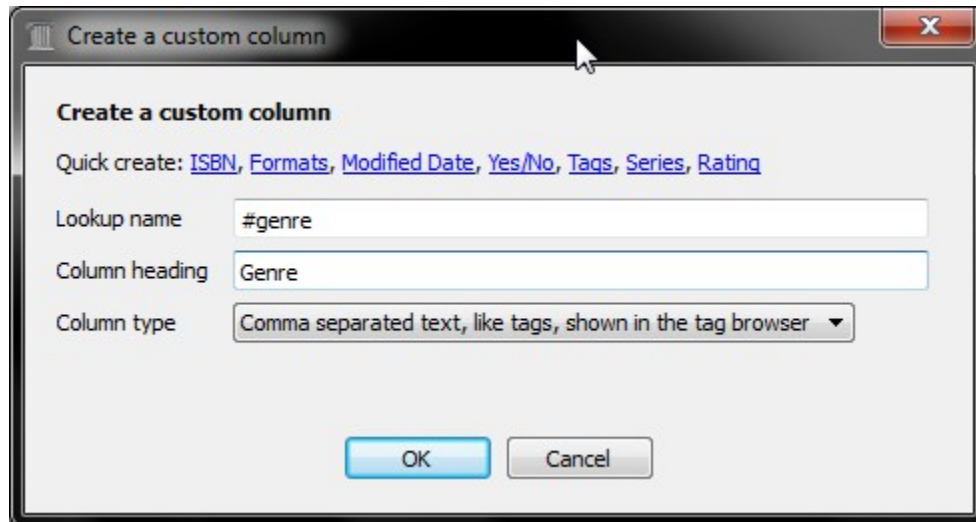 Create a custom column
Create a custom column
Quick create: ISBN, Formats, Modified Date, Yes/No, Tags, Series, Rating
Lookup name #genre
Column heading Genre
Column type Comma separated text, like tags, shown in the tag browser
OK Cancel